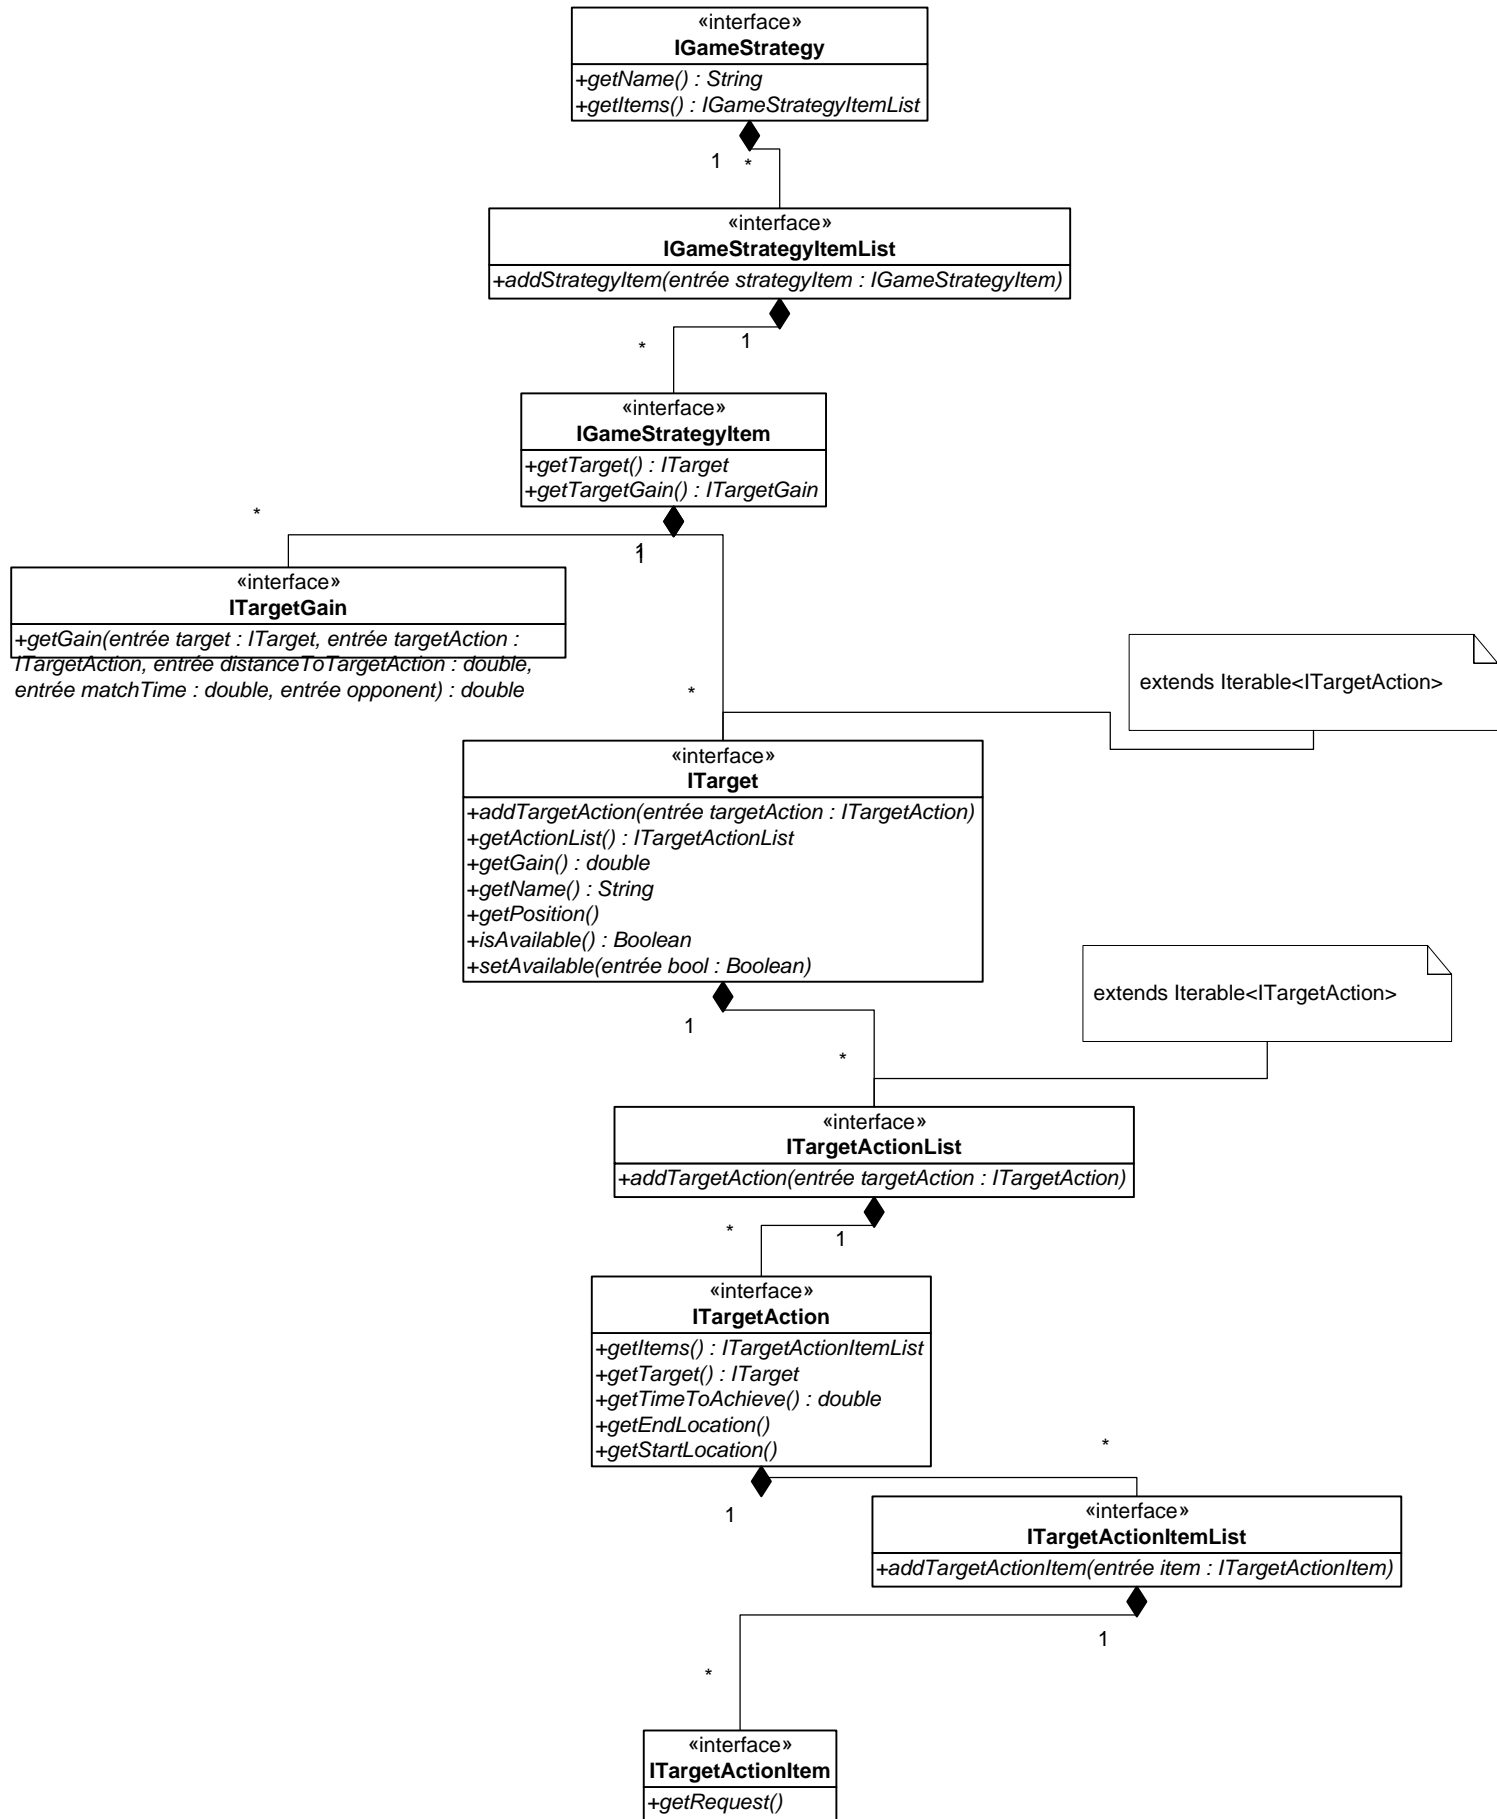 «interface»
IGameStrategy
+getName() : String
+getItems() : IGameStrategyItemList
1
*
«interface»
IGameStrategyItemList
+addStrategyItem(entrée strategyItem : IGameStrategyItem)
1
*
«interface»
IGameStrategyItem
+getTarget() : ITarget
+getTargetGain() : ITargetGain
*
1
1
«interface»
ITargetGain
+getGain(entrée target : ITarget, entrée targetAction :
ITargetAction, entrée distanceToTargetAction : double,
entrée matchTime : double, entrée opponent) : double
extends Iterable<ITargetAction>
*
«interface»
ITarget
+addTargetAction(entrée targetAction : ITargetAction)
+getActionList() : ITargetActionList
+getGain() : double
+getName() : String
+getPosition()
+isAvailable() : Boolean
+setAvailable(entrée bool : Boolean)
extends Iterable<ITargetAction>
1
*
«interface»
ITargetActionList
+addTargetAction(entrée targetAction : ITargetAction)
*
1
«interface»
ITargetAction
+getItems() : ITargetActionItemList
+getTarget() : ITarget
+getTimeToAchieve() : double
+getEndLocation()
+getStartLocation()
*
1
«interface»
ITargetActionItemList
+addTargetActionItem(entrée item : ITargetActionItem)
1
*
«interface»
ITargetActionItem
+getRequest()